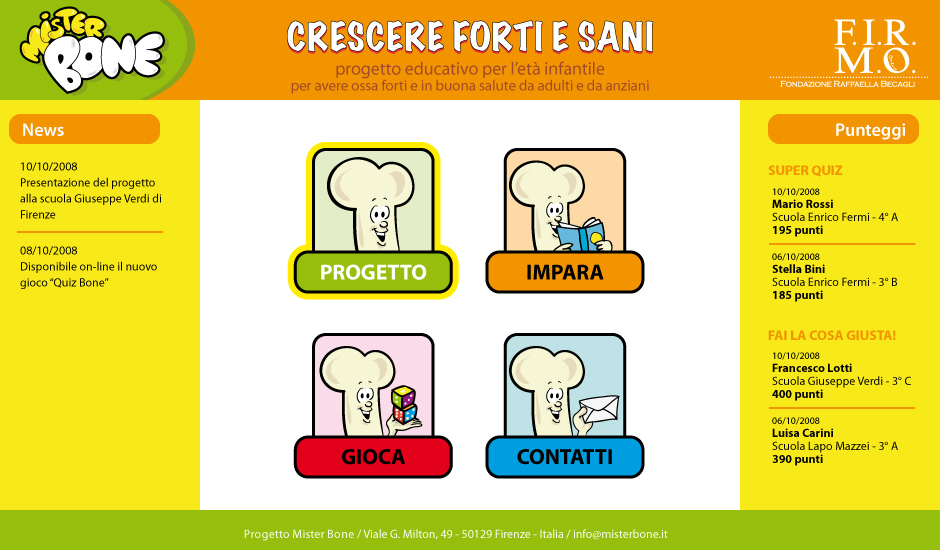 MISTER
BONE
CRESCERE FORTI E SANI
progetto educativo per l'età infantile
per avere ossa forti e in buona salute da adulti e da anziani
F.I.R.
M.O.
FONDAZIONE RAFFAELLA BECAGLI
News
10/10/2008
Presentazione del progetto
alla scuola Giuseppe Verdi di
Firenze
08/10/2008
Disponibile on-line il nuovo
gioco “Quiz Bone”
PROGETTO
IMPARA
GIOCA
CONTATTI
Punteggi
SUPER QUIZ
10/10/2008
Mario Rossi
Scuola Enrico Fermi - 4° A
195 punti
06/10/2008
Stella Bini
Scuola Enrico Fermi - 3° B
185 punti
FAI LA COSA GIUSTA!
10/10/2008
Francesco Lotti
Scuola Giuseppe Verdi - 3° C
400 punti
06/10/2008
Luisa Carini
Scuola Lapo Mazzei - 3° A
390 punti
Progetto Mister Bone / Viale G. Milton, 49 - 50129 Firenze - Italia / info@misterbone.it